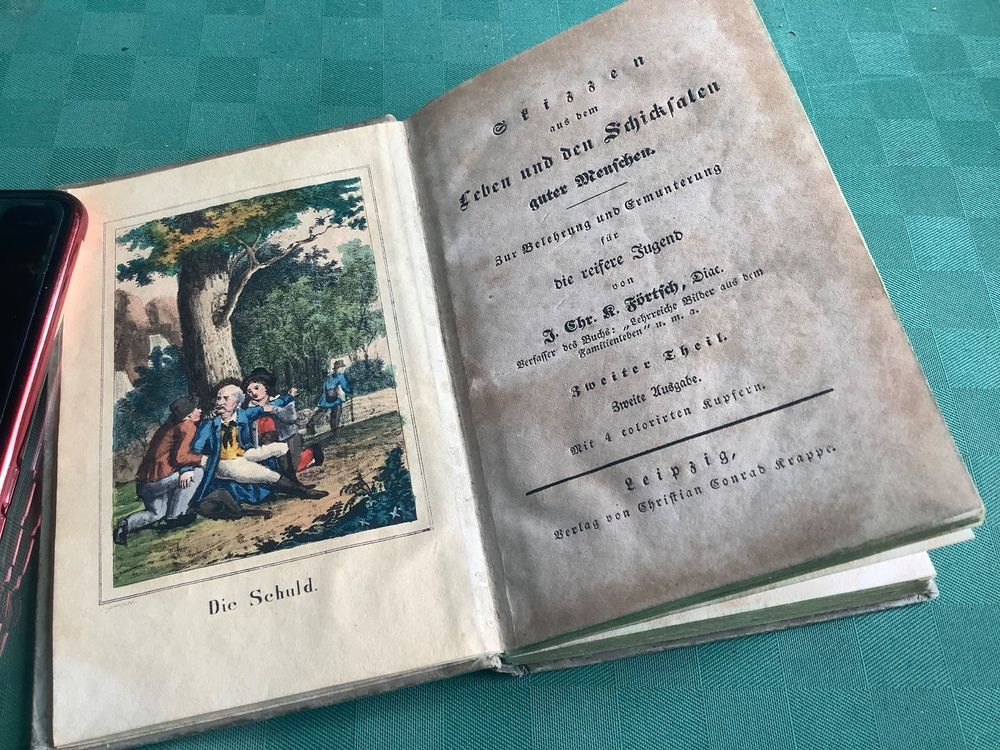 Die Schuld.
Skizzen
aus dem
Leben und den Schicksalen
guter Menschen.
Zur Belehrung und Ermunterung
für
die reifere Jugend
von
J. Chr. K. Förtsch, Diac.
Verfasser des Buchs: „Lehrreiche Bilder aus dem
Familienleben“ u. m. a.
Zweiter Theil.
Zweite Ausgabe.
Mit 4 colorirten Kupfern.
Leipzig,
Verlag von Christian Conrad Krappe.